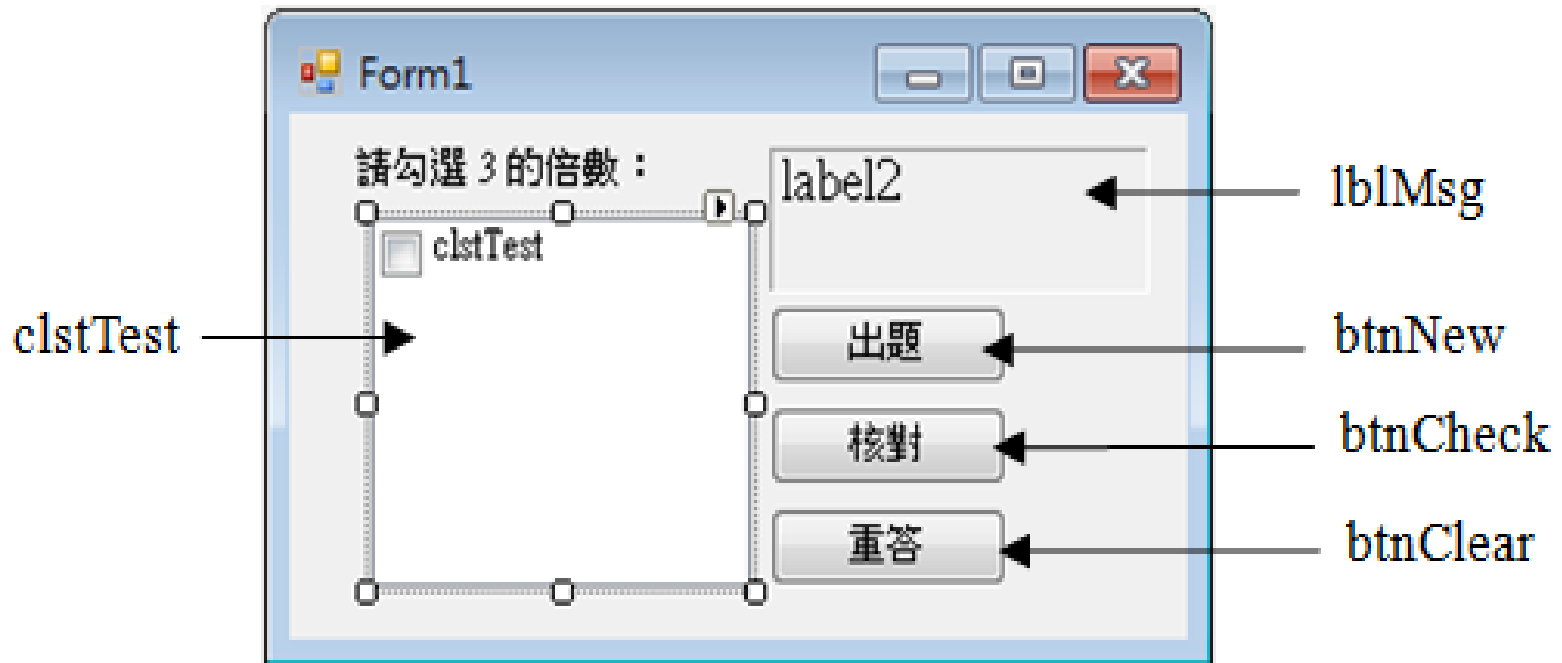 Form1
請勾選 3 的倍數：
label2
lblMsg
clstTest
clstTest
出題
btnNew
核對
btnCheck
重答
btnClear